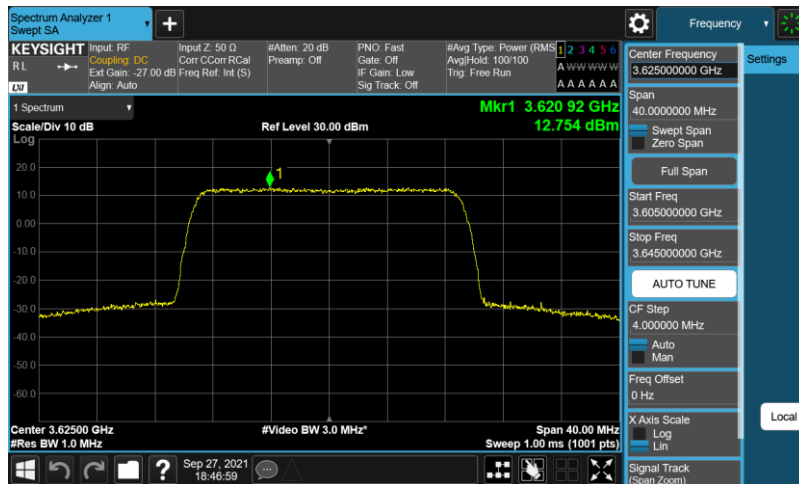 Spectrum Analyzer 1
Swept SA
+
Frequency
KEYSIGHT
RL
LXI
Input: RF
Coupling: DC
Ext Gain: -27.00 dB
Align: Auto
Input Z: 50 Ω
Corr CCorr RCal
Freq Ref: Int (S)
#Atten: 20 dB
Preamp: Off
PNO: Fast
Gate: Off
IF Gain: Low
Sig Track: Off
#Avg Type: Power (RMS
Avg|Hold: 100/100
Trig: Free Run
1 2 3 4 5 6
A W W W W W
A A A A A A
1 Spectrum
Scale/Div 10 dB
Ref Level 30.00 dBm
Mkr1 3.620 92 GHz
12.754 dBm
Log
1
20.0
10.0
0.00
-10.0
-20.0
-30.0
-40.0
-50.0
-60.0
Center 3.62500 GHz
#Res BW 1.0 MHz
#Video BW 3.0 MHz*
Span 40.00 MHz
Sweep 1.00 ms (1001 pts)
Sep 27, 2021
18:46:59
?
Center Frequency
3.625000000 GHz
Span
40.0000000 MHz
Swept Span
Zero Span
Full Span
Start Freq
3.605000000 GHz
Stop Freq
3.645000000 GHz
AUTO TUNE
CF Step
4.000000 MHz
Auto
Man
Freq Offset
0 Hz
X Axis Scale
Log
Lin
Signal Track
(Span Zoom)
Settings
Local